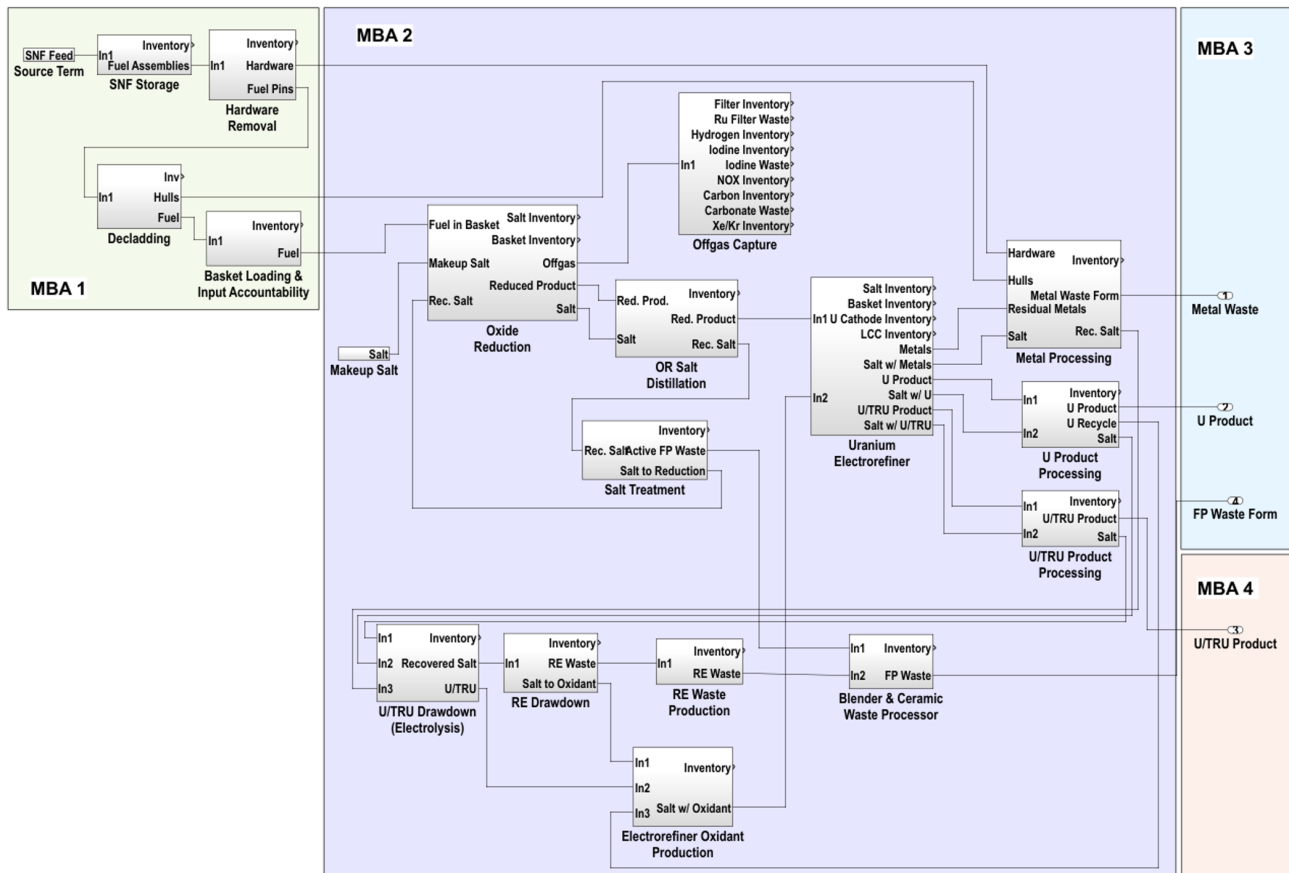 MBA 1
SNF Feed
Source Term
In1
Inventory
Fuel Assemblies
SNF Storage
In1
Inventory
Hardware
Fuel Pins
Hardware
Removal
In1
Inv
Hulls
Fuel
Decladding
In1
Inventory
Fuel
Basket Loading &
Input Accountability
MBA 2
Fuel in Basket
Makeup Salt
Rec. Salt
Salt Inventory
Basket Inventory
Offgas
Reduced Product
Salt
Oxide
Reduction
Salt
Makeup Salt
In1
Filter Inventory
Ru Filter Waste
Hydrogen Inventory
Iodine Inventory
Iodine Waste
NOX Inventory
Carbon Inventory
Carbonate Waste
Xe/Kr Inventory
Offgas Capture
Red. Prod.
Salt
Inventory
Red. Product
Rec. Salt
OR Salt
Distillation
Rec. Salt
Inventory
Active FP Waste
Salt to Reduction
Salt Treatment
In1
In2
Salt Inventory
Basket Inventory
U Cathode Inventory
LCC Inventory
Metals
Salt w/ Metals
U Product
Salt w/ U
U/TRU Product
Salt w/ U/TRU
Uranium
Electrorefiner
Hardware
Hulls
Residual Metals
Salt
Inventory
Metal Waste Form
Rec. Salt
Metal Processing
In1
In2
Inventory
U Product
U Recycle
Salt
U Product
Processing
In1
In2
Inventory
U/TRU Product
Salt
U/TRU Product
Processing
In1
In2
In3
Inventory
Recovered Salt
U/TRU
U/TRU Drawdown
(Electrolysis)
In1
Inventory
RE Waste
Salt to Oxidant
RE Drawdown
In1
Inventory
RE Waste
RE Waste
Production
In1
In2
Inventory
FP Waste
Blender & Ceramic
Waste Processor
In1
In2
In3
Inventory
Salt w/ Oxidant
Electrorefiner Oxidant
Production
MBA 3
1
Metal Waste
2
U Product
4
FP Waste Form
MBA 4
3
U/TRU Product